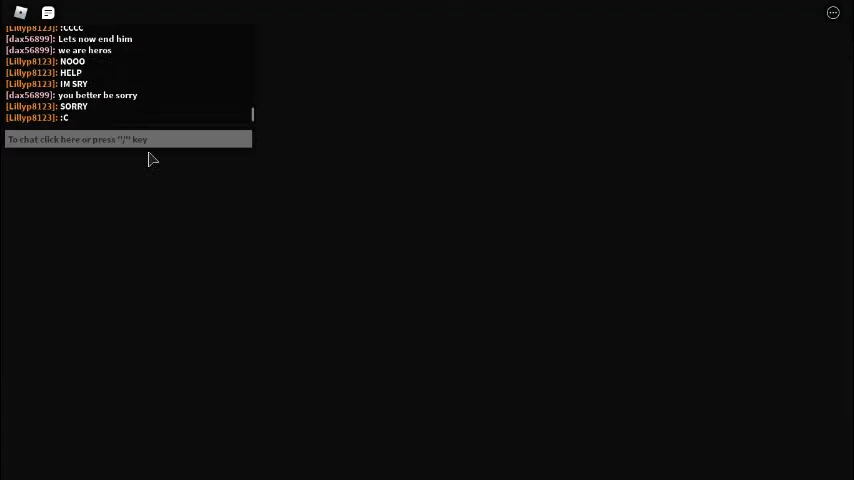 [Lillyp8123]: :CCCC
[dax56899]: Lets now end him
[dax56899]: we are heros
[Lillyp8123]: NOOO
[Lillyp8123]: HELP
[Lillyp8123]: IM SRY
[dax56899]: you better be sorry
[Lillyp8123]: SORRY
[Lillyp8123]: :C
To chat click here or press "/" key